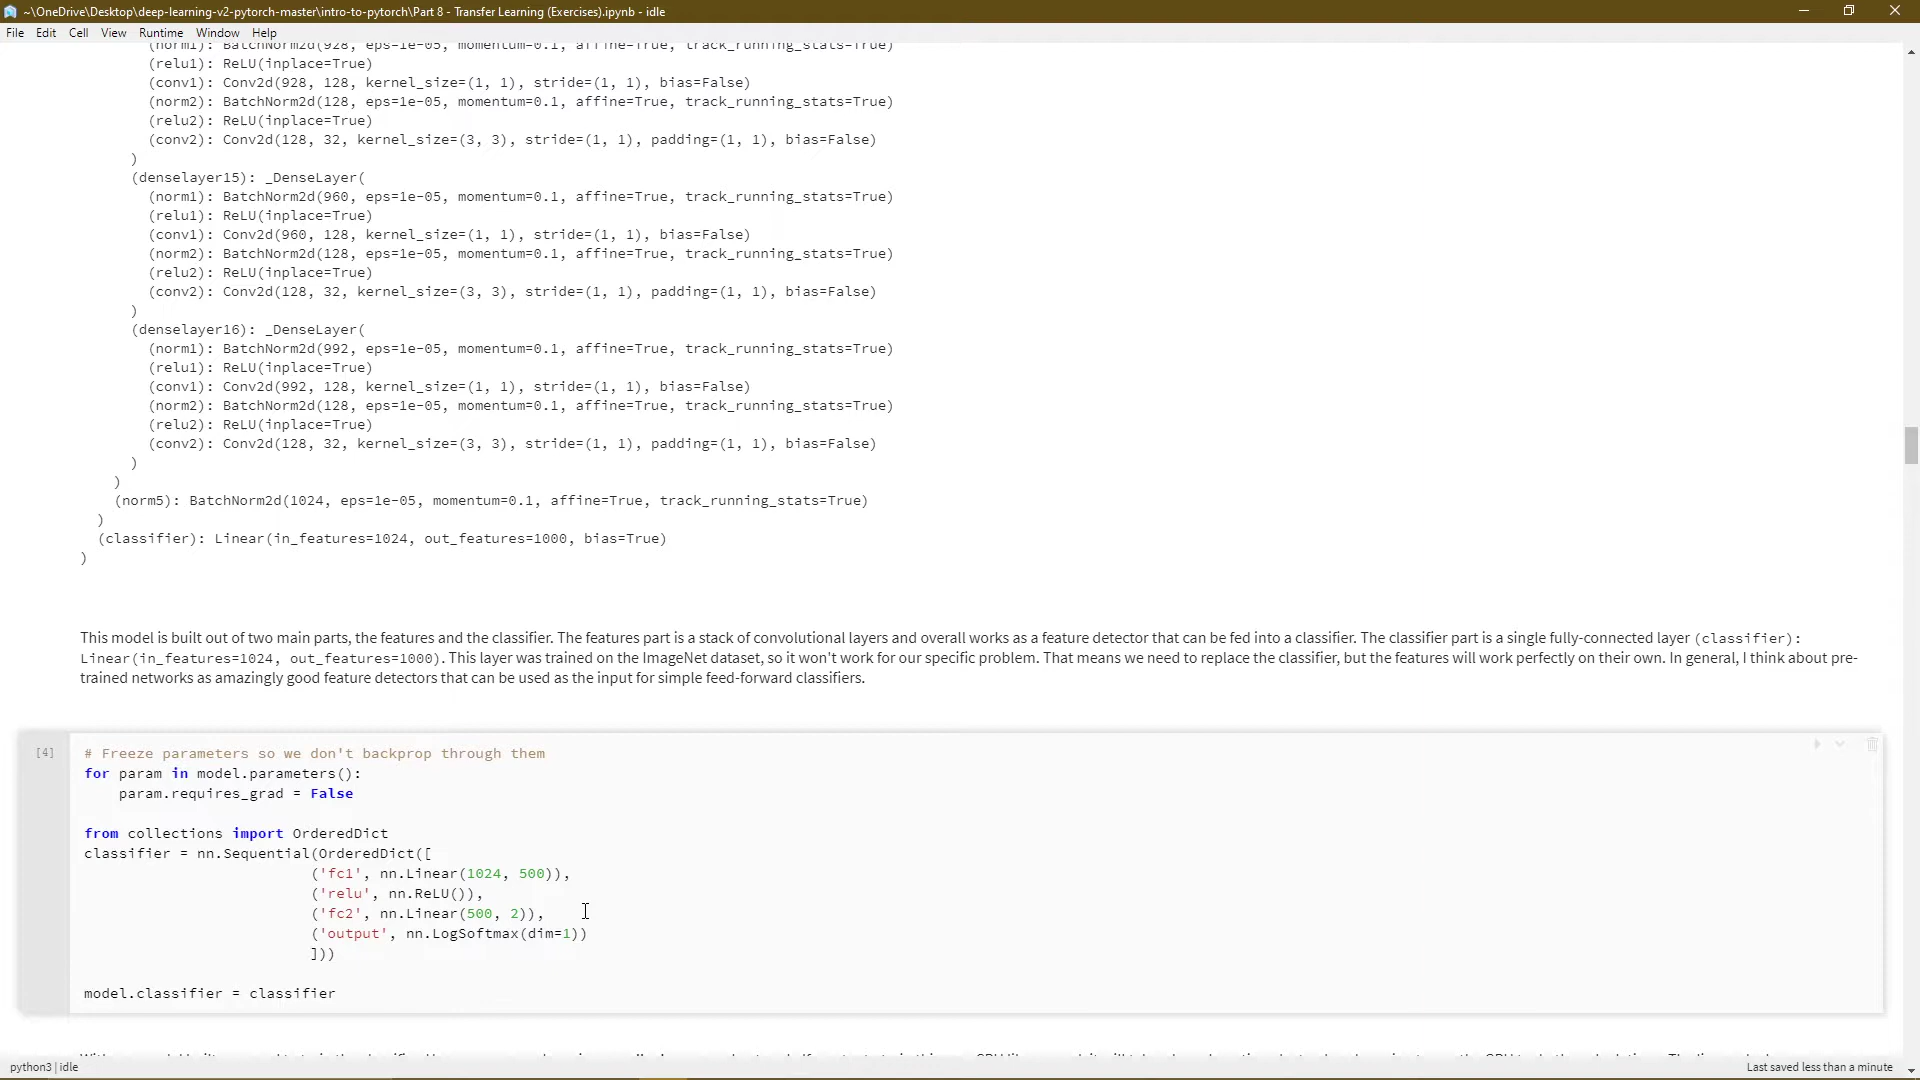 ~\OneDrive\Desktop\deep-learning-v2-pytorch-master\intro-to-pytorch\Part 8 - Transfer Learning (Exercises).ipynb - idle
File Edit Cell View Runtime Window Help
(norm1): BatchNorm2d(928, eps=1e-05, momentum=0.1, affine=True, track_running_stats=True)
(relu1): ReLU(inplace=True)
(conv1): Conv2d(928, 128, kernel_size=(1, 1), stride=(1, 1), bias=False)
(norm2): BatchNorm2d(128, eps=1e-05, momentum=0.1, affine=True, track_running_stats=True)
(relu2): ReLU(inplace=True)
(conv2): Conv2d(128, 32, kernel_size=(3, 3), stride=(1, 1), padding=(1, 1), bias=False)
)
(denselayer15): _DenseLayer(
(norm1): BatchNorm2d(960, eps=1e-05, momentum=0.1, affine=True, track_running_stats=True)
(relu1): ReLU(inplace=True)
(conv1): Conv2d(960, 128, kernel_size=(1, 1), stride=(1, 1), bias=False)
(norm2): BatchNorm2d(128, eps=1e-05, momentum=0.1, affine=True, track_running_stats=True)
(relu2): ReLU(inplace=True)
(conv2): Conv2d(128, 32, kernel_size=(3, 3), stride=(1, 1), padding=(1, 1), bias=False)
)
(denselayer16): _DenseLayer(
(norm1): BatchNorm2d(992, eps=1e-05, momentum=0.1, affine=True, track_running_stats=True)
(relu1): ReLU(inplace=True)
(conv1): Conv2d(992, 128, kernel_size=(1, 1), stride=(1, 1), bias=False)
(norm2): BatchNorm2d(128, eps=1e-05, momentum=0.1, affine=True, track_running_stats=True)
(relu2): ReLU(inplace=True)
(conv2): Conv2d(128, 32, kernel_size=(3, 3), stride=(1, 1), padding=(1, 1), bias=False)
)
)
(norm5): BatchNorm2d(1024, eps=1e-05, momentum=0.1, affine=True, track_running_stats=True)
)
(classifier): Linear(in_features=1024, out_features=1000, bias=True)
)
This model is built out of two main parts, the features and the classifier. The features part is a stack of convolutional layers and overall works as a feature detector that can be fed into a classifier. The classifier part is a single fully-connected layer (classifier):
Linear(in_features=1024, out_features=1000). This layer was trained on the ImageNet dataset, so it won't work for our specific problem. That means we need to replace the classifier, but the features will work perfectly on their own. In general, I think about pre-
trained networks as amazingly good feature detectors that can be used as the input for simple feed-forward classifiers.
[4] # Freeze parameters so we don't backprop through them
for param in model.parameters():
param.requires_grad = False
from collections import OrderedDict
classifier = nn.Sequential(OrderedDict([
('fc1', nn.Linear(1024, 500)),
('relu', nn.ReLU()),
('fc2', nn.Linear(500, 2)),
('output', nn.LogSoftmax(dim=1))
]))
model.classifier = classifier
python3 | idle
Last saved less than a minute